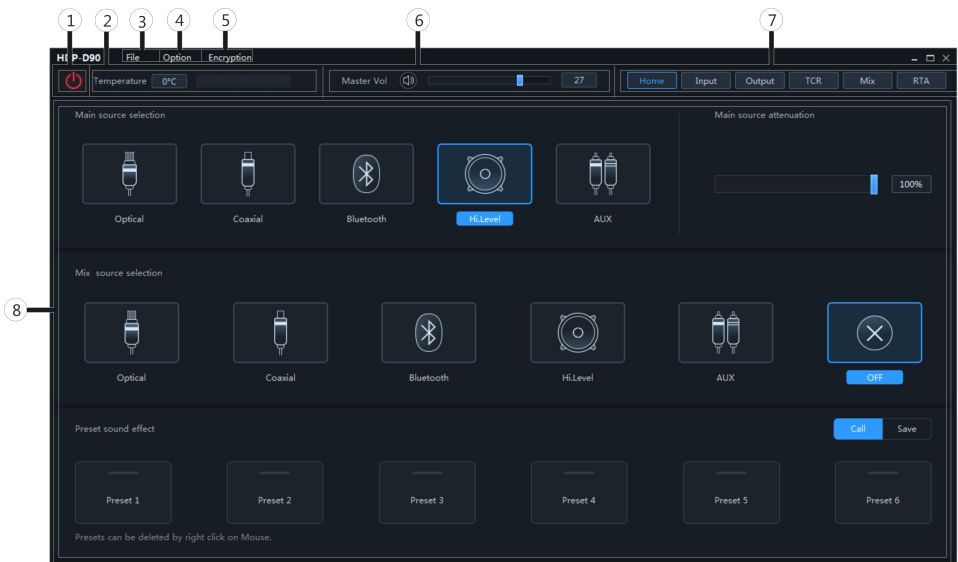 1 2 3 4 5 6 7
HDP-D90 File Option Encryption
Temperature 0°C Master Vol 27 Home Input Output TCR Mix RTA
Main source selection Main source attenuation
100%
Optical Coaxial Bluetooth Hi.Level AUX
Mix source selection
8
Optical Coaxial Bluetooth Hi.Level AUX OFF
Preset sound effect Call Save
Preset 1 Preset 2 Preset 3 Preset 4 Preset 5 Preset 6
Presets can be deleted by right click on Mouse.